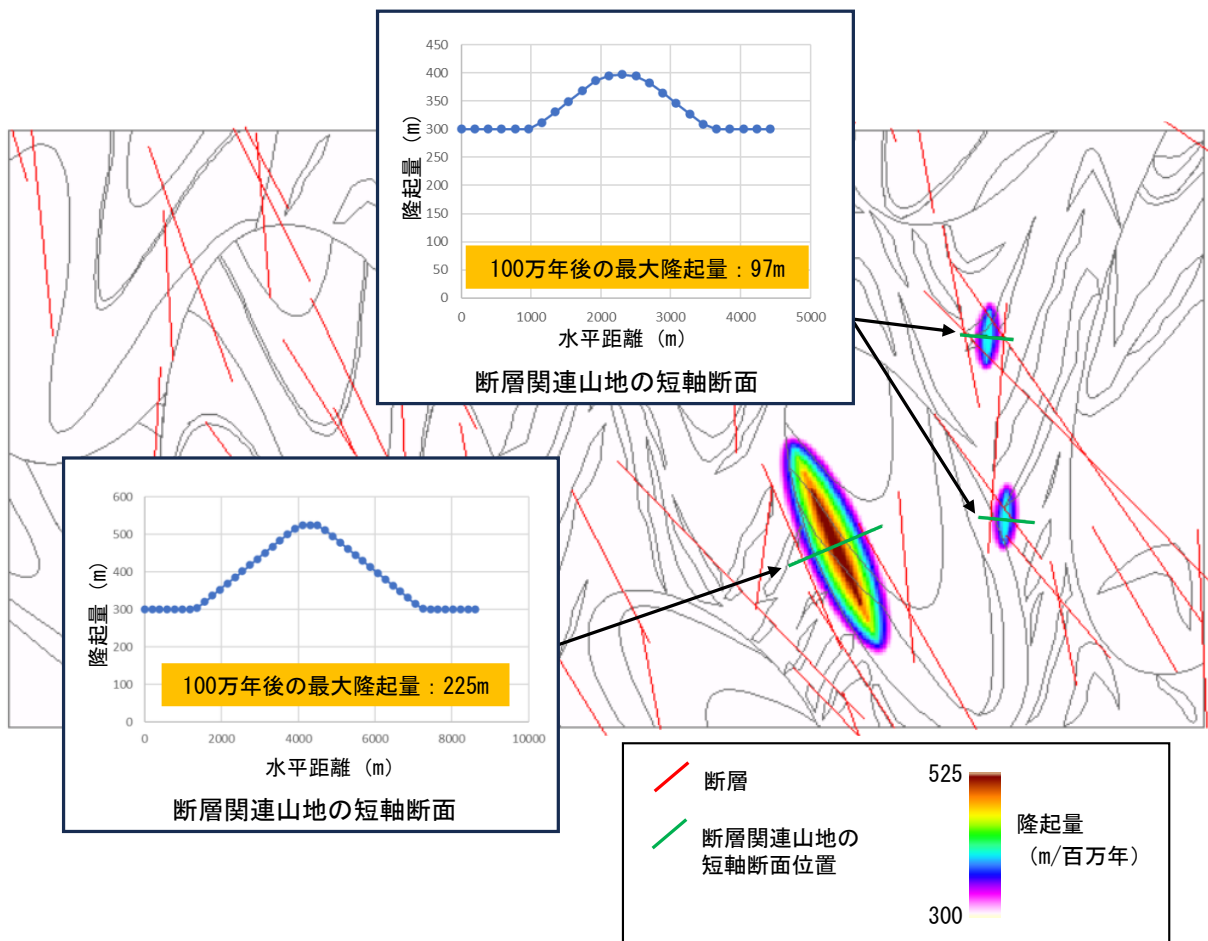 450
400
350
300
250
200
150
100
50
0
隆起量 (m)
100万年後の最大隆起量：97m
0 1000 2000 3000 4000 5000
水平距離 (m)
断層関連山地の短軸断面
600
500
400
300
200
100
0
隆起量 (m)
100万年後の最大隆起量：225m
0 2000 4000 6000 8000 10000
水平距離 (m)
断層関連山地の短軸断面
断層
断層関連山地の
短軸断面位置
525
300
隆起量
(m/百万年)